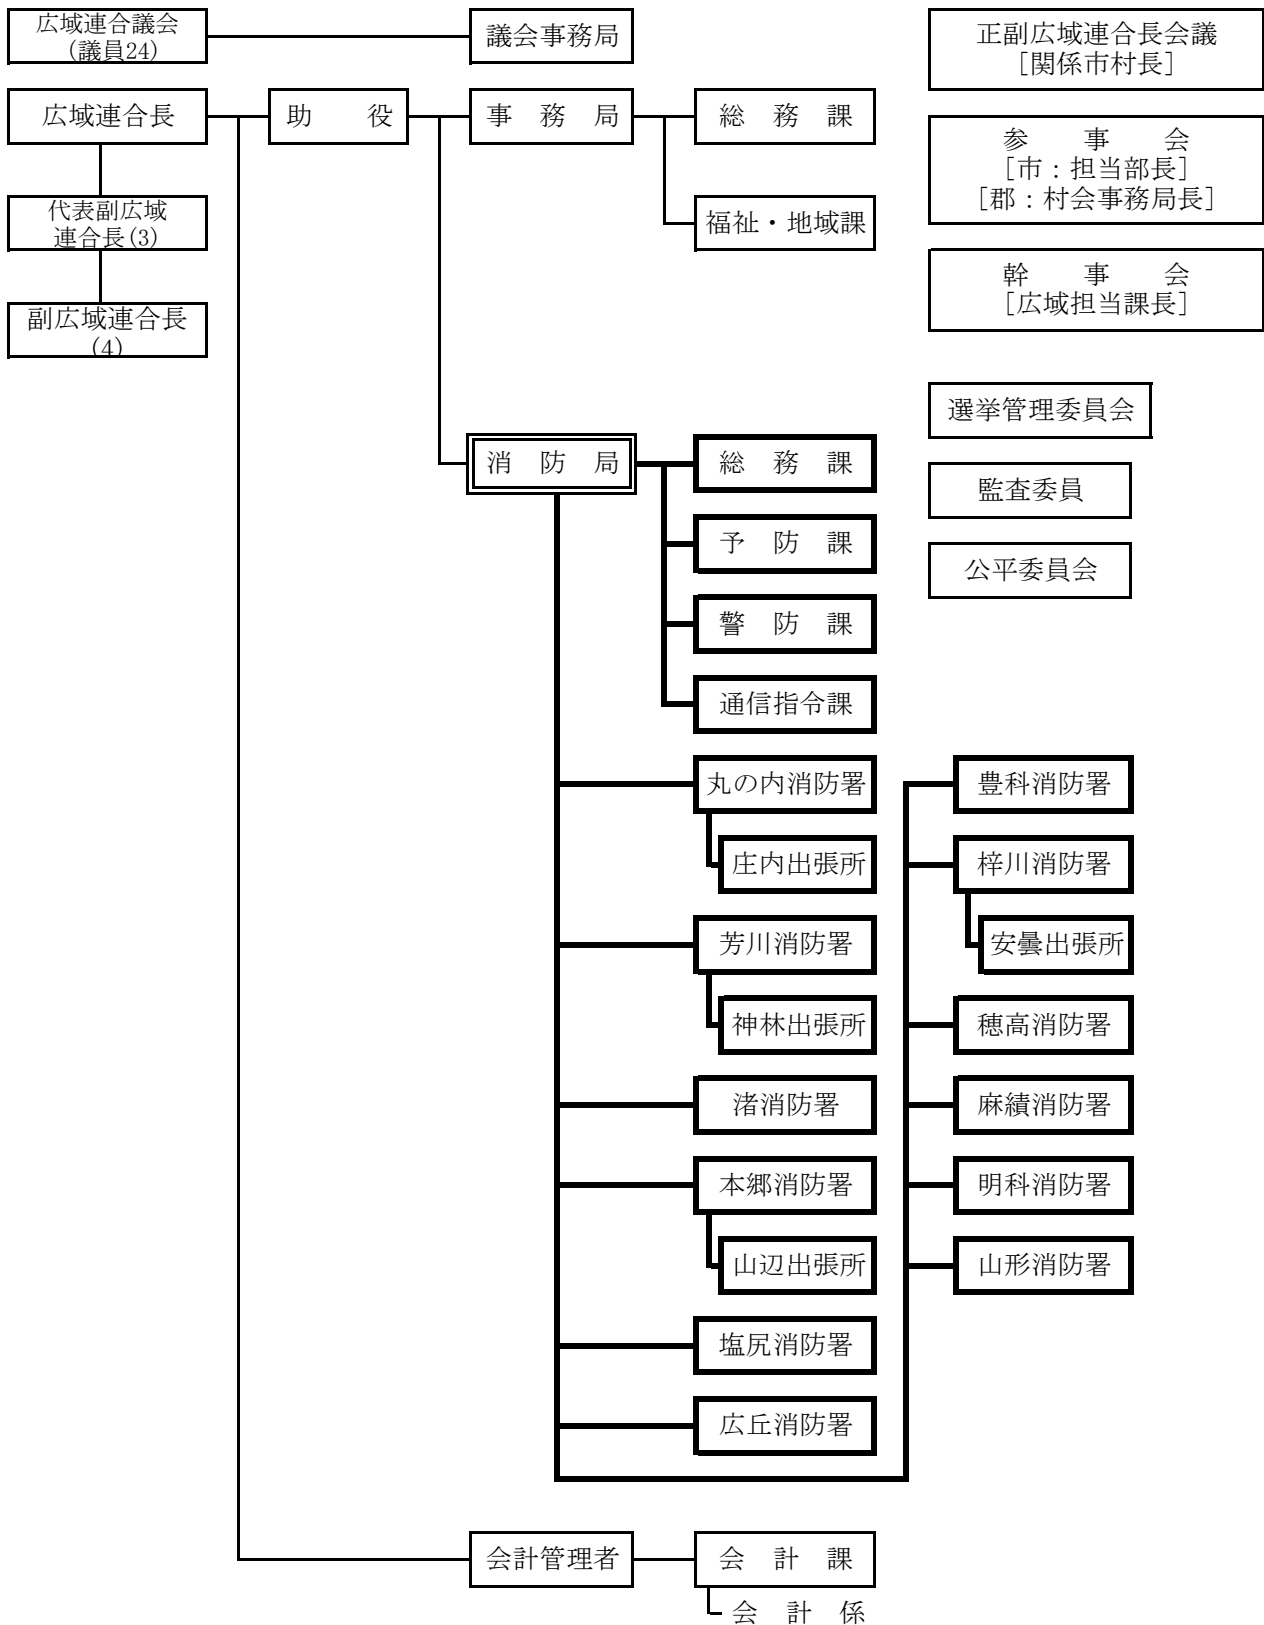 広域連合議会
(議員24)
議会事務局
正副広域連合長会議
[関係市村長]
広域連合長
助　　役
事　務　局
総　務　課
参　　事　　会
[市：担当部長]
[郡：村会事務局長]
代表副広域
連合長(3)
福祉・地域課
幹　　事　　会
[広域担当課長]
副広域連合長
(4)
選挙管理委員会
消　防　局
総　務　課
監査委員
予　防　課
公平委員会
警　防　課
通信指令課
丸の内消防署
豊科消防署
庄内出張所
梓川消防署
芳川消防署
安曇出張所
神林出張所
穂高消防署
渚消防署
麻績消防署
本郷消防署
明科消防署
山辺出張所
山形消防署
塩尻消防署
広丘消防署
会計管理者
会　計　課
会　計　係